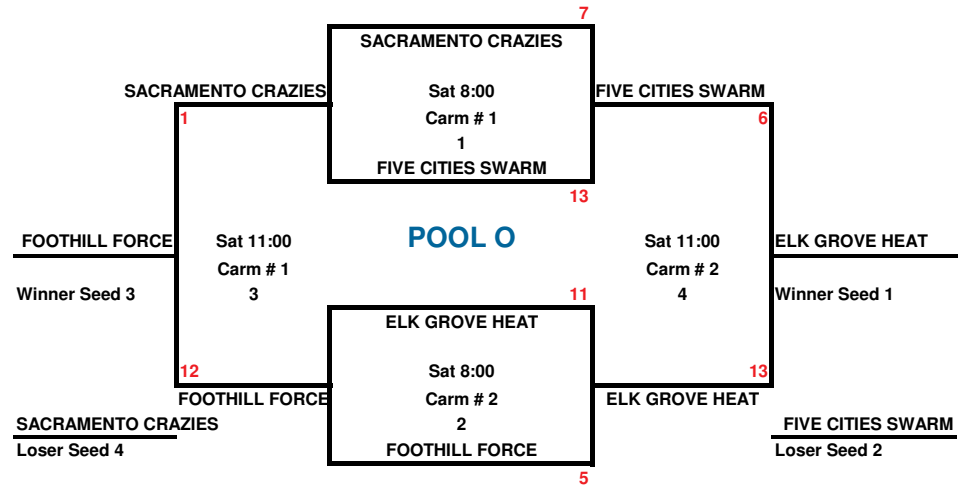 7
SACRAMENTO CRAZIES
SACRAMENTO CRAZIES Sat 8:00 FIVE CITIES SWARM
1 Carm # 1 6
1
FIVE CITIES SWARM
13
FOOTHILL FORCE Sat 11:00 POOL O Sat 11:00 ELK GROVE HEAT
Carm # 1 Carm # 2
Winner Seed 3 3 11 4 Winner Seed 1
ELK GROVE HEAT
12 Sat 8:00 13
FOOTHILL FORCE Carm # 2 ELK GROVE HEAT
SACRAMENTO CRAZIES 2 FIVE CITIES SWARM
Loser Seed 4 FOOTHILL FORCE Loser Seed 2
5